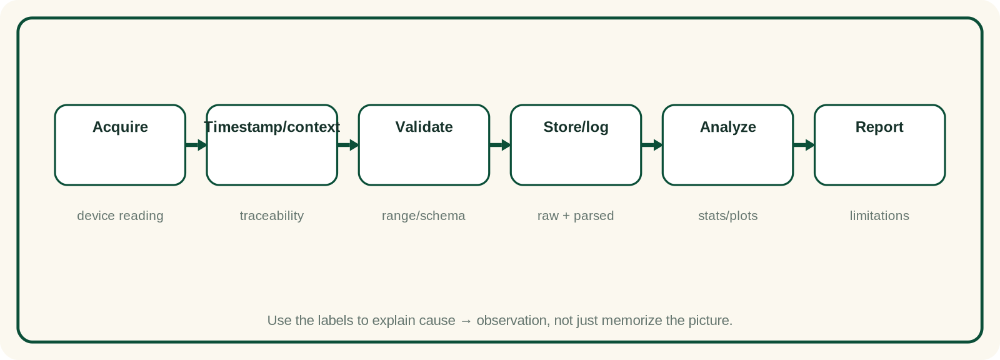 Acquire
Timestamp/context
Validate
Store/log
Analyze
Report
device reading
traceability
range/schema
raw + parsed
stats/plots
limitations
Use the labels to explain cause → observation, not just memorize the picture.